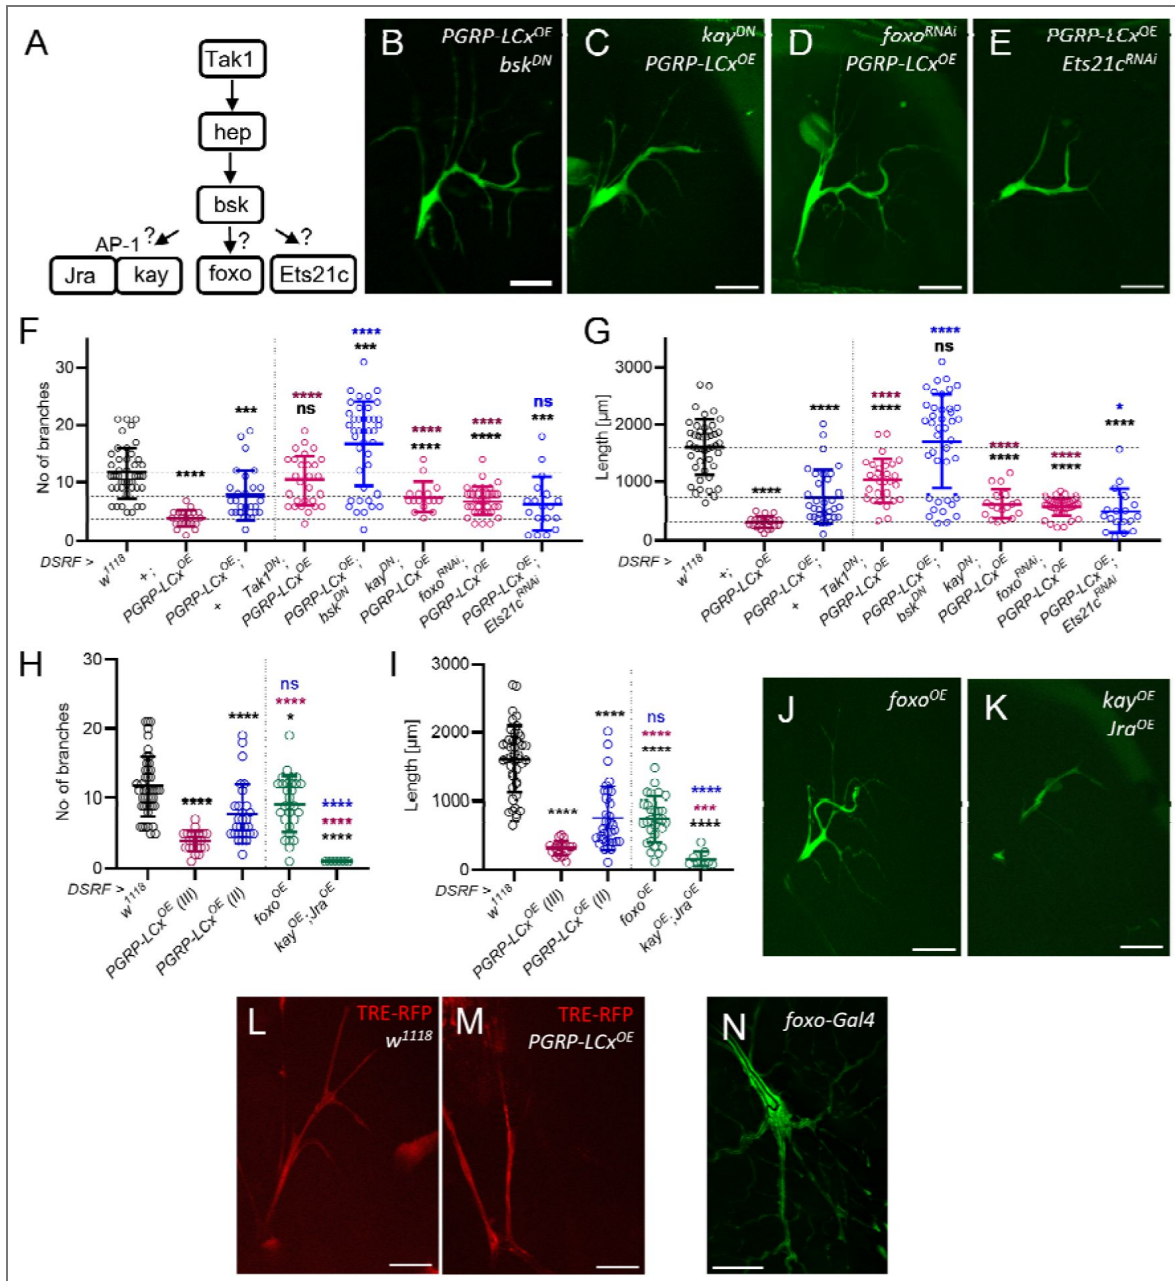 A
Tak1
hep
bsk
AP-1
?
?
?
Jra
kay
foxo
Ets21c
B
PGRP-LCx^OE
bsk^DN
C
kay^DN
PGRP-LCx^OE
D
foxo^RNAi
PGRP-LCx^OE
E
PGRP-LCx^OE
Ets21c^RNAi
F
No of branches
30
20
10
0
****
***
****
ns
****
***
****
****
****
****
ns
***
DSRF >
w^1118
+;
PGRP-LCx^OE
PGRP-LCx^OE;
+
Tak1^DN;
PGRP-LCx^OE
PGRP-LCx^OE;
bsk^DN
kay^DN;
PGRP-LCx^OE
foxo^RNAi;
PGRP-LCx^OE
PGRP-LCx^OE;
Ets21c^RNAi
G
Length [µm]
3000
2000
1000
0
****
****
****
****
****
ns
****
****
****
****
*
****
DSRF >
w^1118
+;
PGRP-LCx^OE
PGRP-LCx^OE;
+
Tak1^DN;
PGRP-LCx^OE
PGRP-LCx^OE;
bsk^DN
kay^DN;
PGRP-LCx^OE
foxo^RNAi;
PGRP-LCx^OE
PGRP-LCx^OE;
Ets21c^RNAi
H
No of branches
30
20
10
0
****
****
ns
****
*
****
****
****
DSRF >
w^1118
PGRP-LCx^OE (III)
PGRP-LCx^OE (II)
foxo^OE
kay^OE;Jra^OE
I
Length [µm]
3000
2000
1000
0
****
****
ns
****
****
****
***
****
DSRF >
w^1118
PGRP-LCx^OE (III)
PGRP-LCx^OE (II)
foxo^OE
kay^OE;Jra^OE
J
foxo^OE
K
kay^OE
Jra^OE
L
TRE-RFP
w^1118
M
TRE-RFP
PGRP-LCx^OE
N
foxo-Gal4